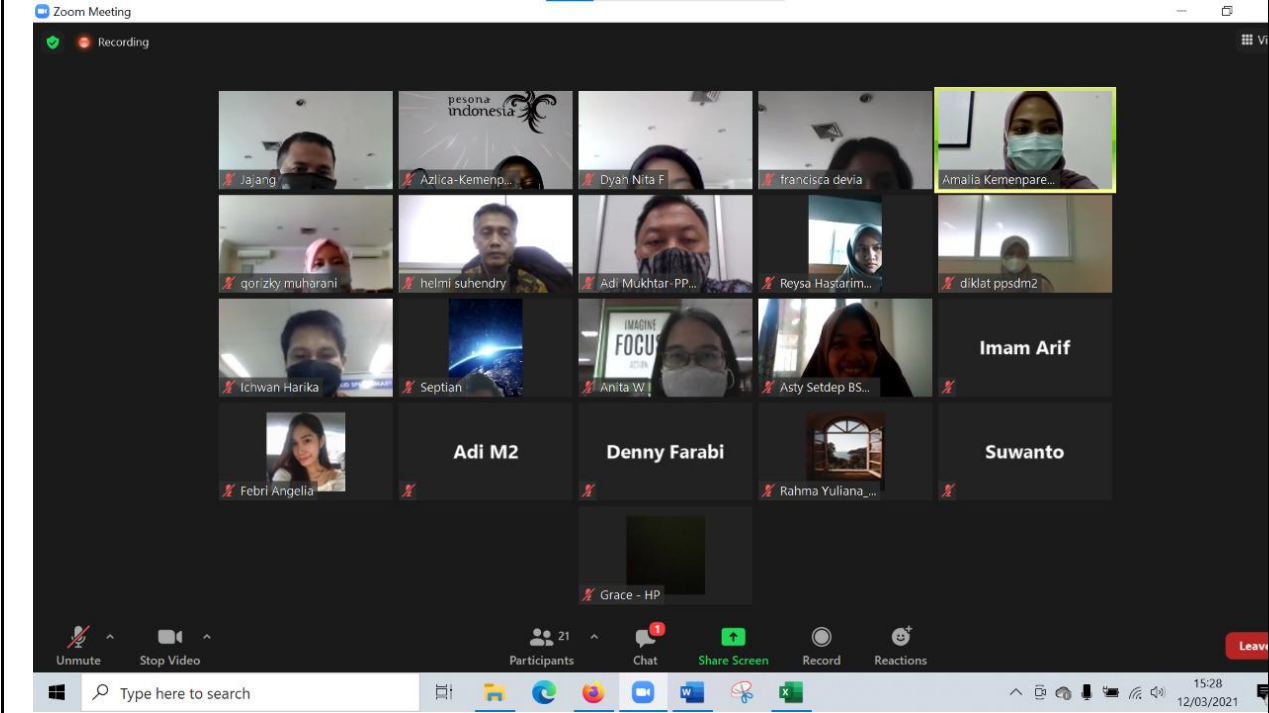 Zoom Meeting
Recording
Vi
pesona
indonesia
Jajang
Azlica-Kemenp...
Dyah Nita F
francisca devia
Amalia Kemenpare...
qorizky muharani
helmi suhendry
Adi Mukhtar-PP...
Reysa Hastarim...
diklat ppsdm2
IMAGINE
FOCUS
ACTION
Ichwan Harika
Septian
Anita W
Asty Setdep BS...
Imam Arif
Febri Angelia
Adi M2
Denny Farabi
Rahma Yuliana_...
Suwanto
Grace - HP
21
1
Unmute
Stop Video
Participants
Chat
Share Screen
Record
Reactions
Leave
Type here to search
15:28
12/03/2021